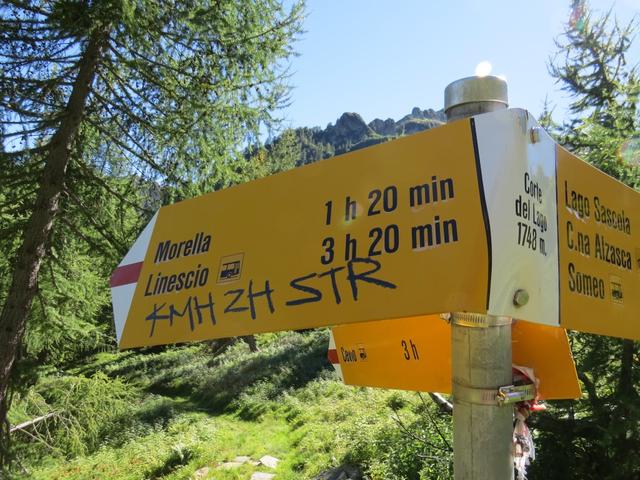 Morella 1 h 20 min
Linescio 3 h 20 min
KMH ZH STR
Corte
del Lago
1748 m.
Lago Sascola
C.na Alzasca
Someo
Cevio 3 h